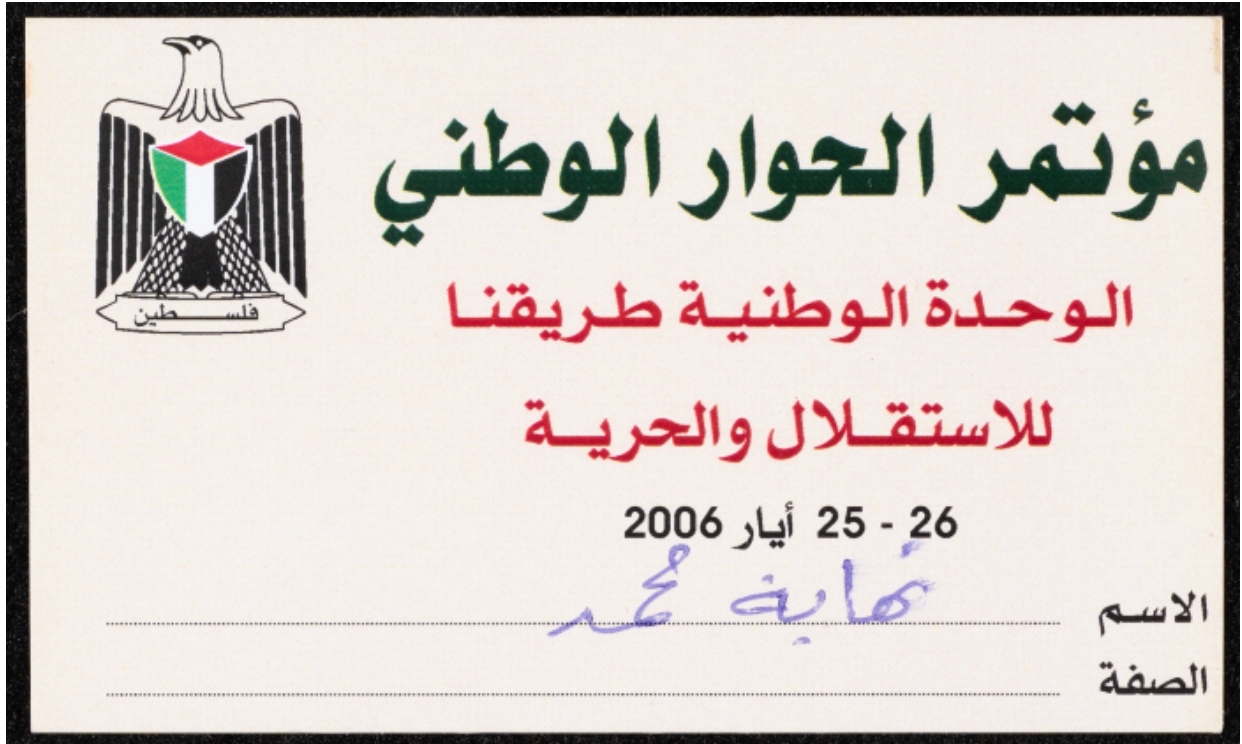 مؤتمر الحوار الوطني
الوحدة الوطنية طريقنا
للاستقلال والحرية
25 - 26 أيار 2006
الاسم نهاية محمد
الصفة
فلسطين